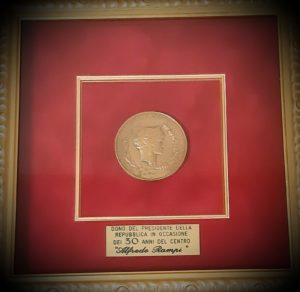 DONO DEL PRESIDENTE DELLA
REPUBBLICA IN OCCASIONE
DEI 30 ANNI DEL CENTRO
"Alfredo Rampi"